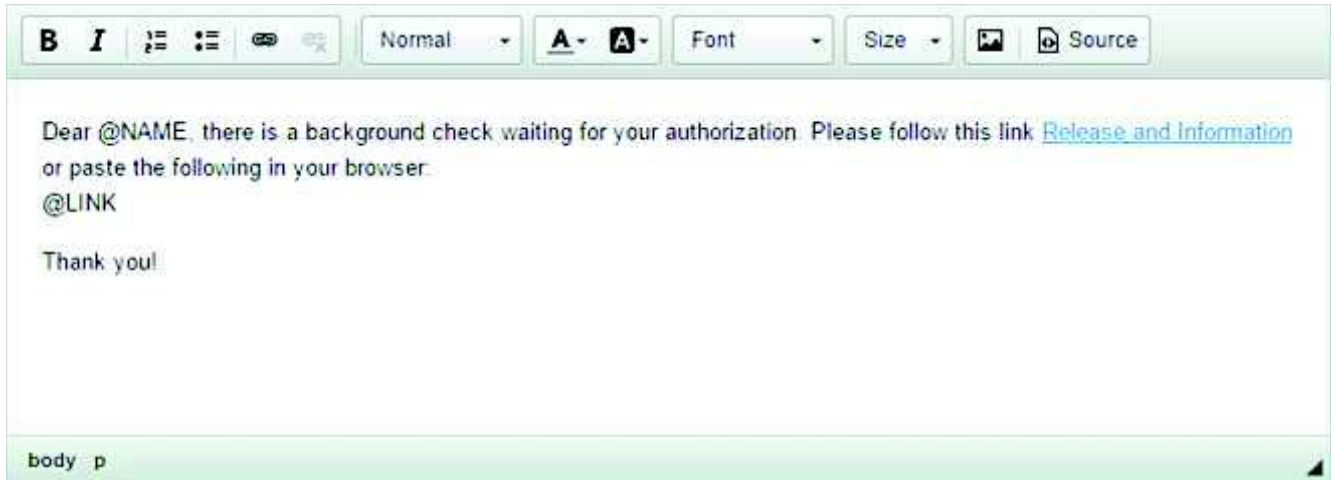 B I Normal A A Font Size Source
Dear @NAME, there is a background check waiting for your authorization. Please follow this link Release and Information
or paste the following in your browser:
@LINK
Thank you!
body p